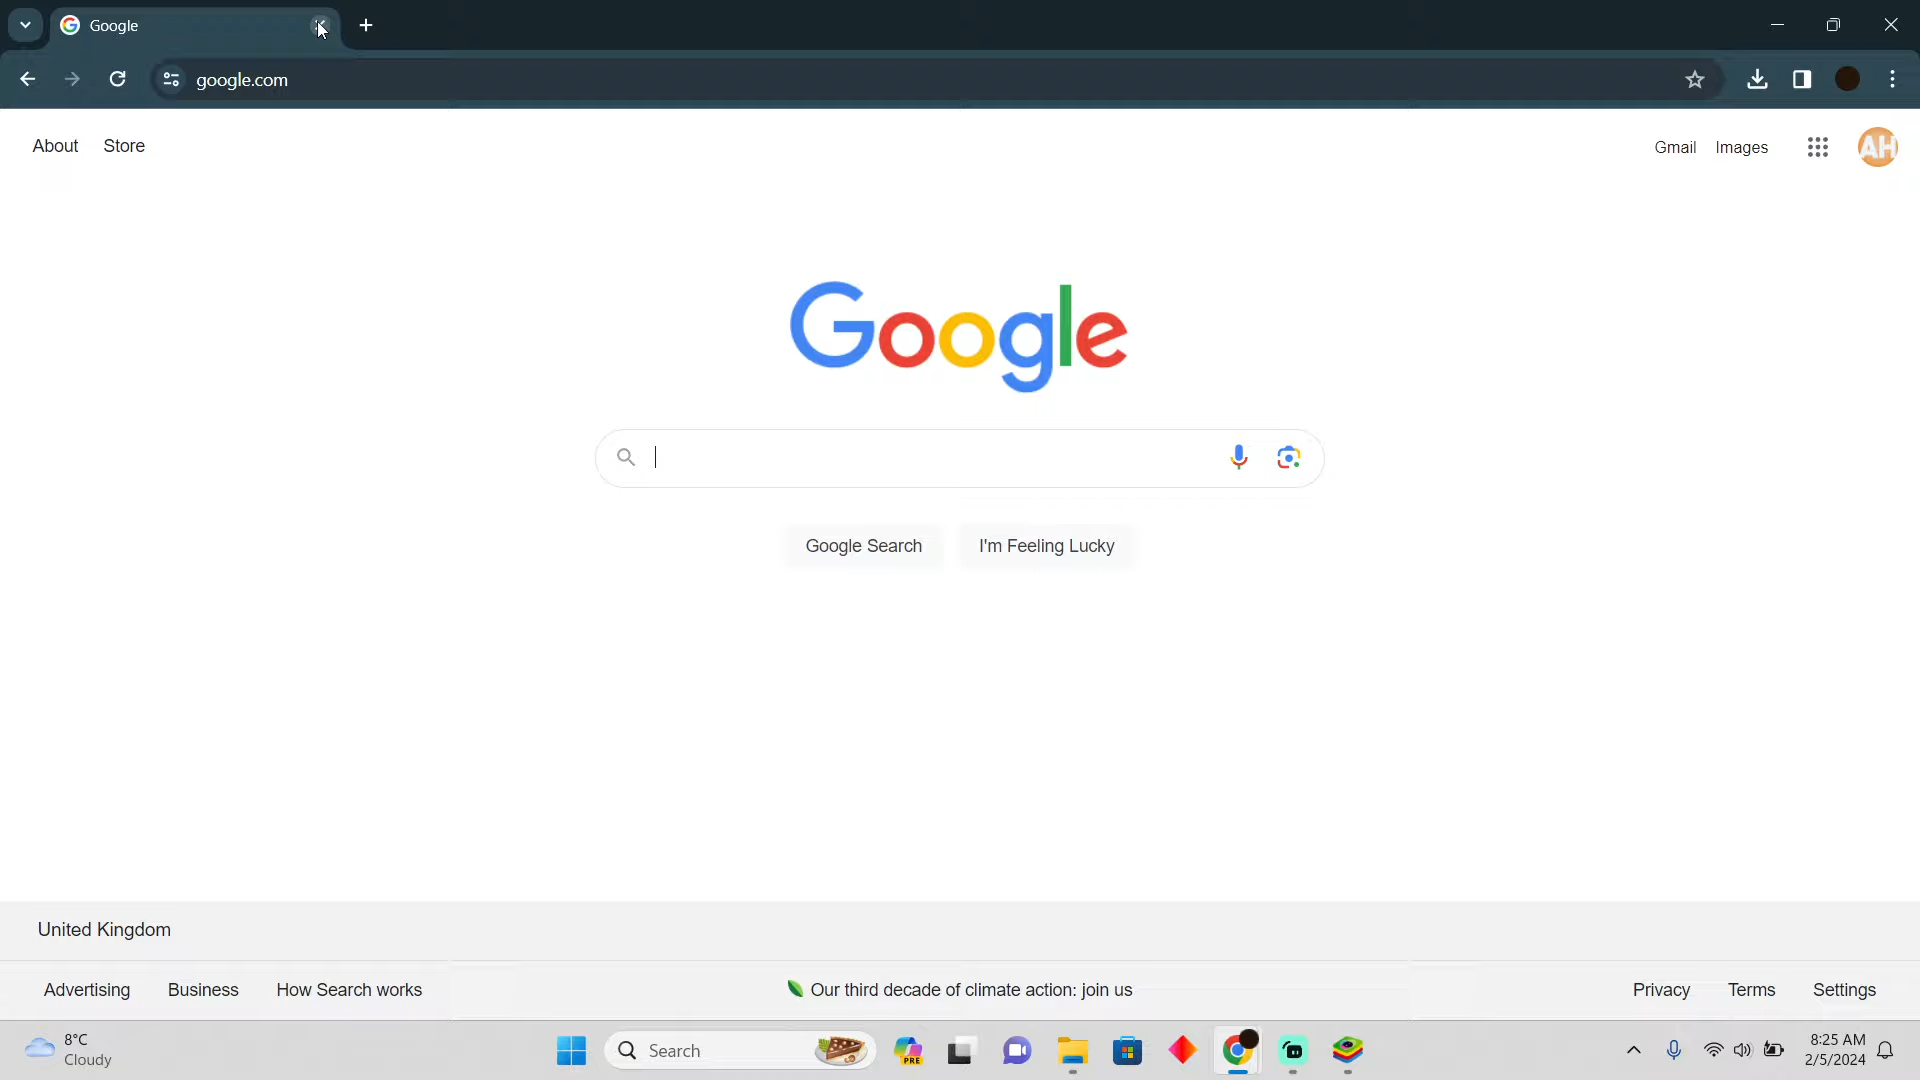 Google
google.com
About Store
Gmail Images
AH
Google
Google Search I'm Feeling Lucky
United Kingdom
Advertising Business How Search works
Our third decade of climate action: join us
Privacy Terms Settings
8°C
Cloudy
Search
PRE
8:25 AM
2/5/2024